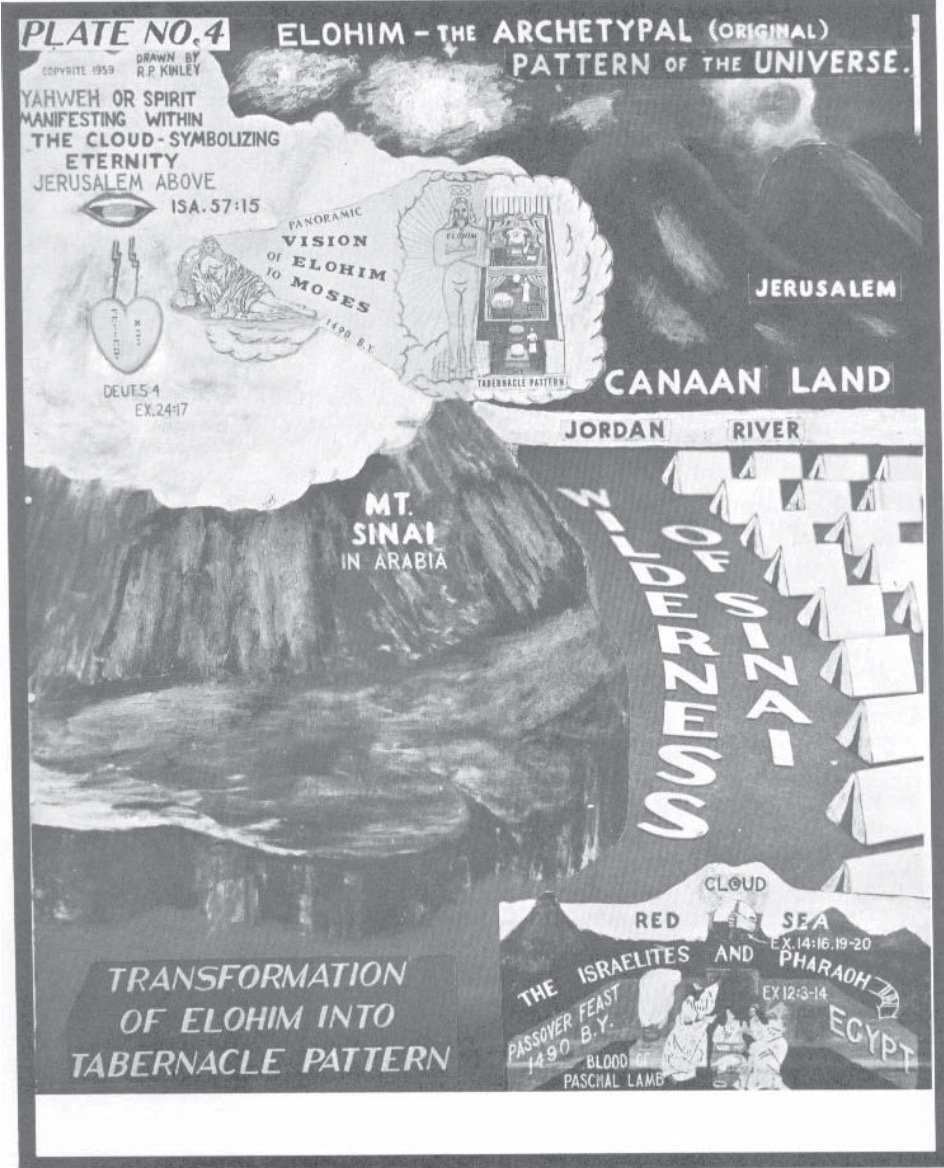 PLATE NO. 4
COPYRITE 1959
DRAWN BY
R.P. KINLEY
ELOHIM - THE ARCHETYPAL (ORIGINAL)
PATTERN OF THE UNIVERSE.
YAHWEH OR SPIRIT
MANIFESTING WITHIN
THE CLOUD - SYMBOLIZING
ETERNITY
JERUSALEM ABOVE
ISA. 57:15
PANORAMIC
VISION
OF ELOHIM
TO MOSES
1490 B.Y.
ELOHIM
TABERNACLE PATTERN
DEUT. 5:4
EX. 24:17
JERUSALEM
CANAAN LAND
JORDAN RIVER
MT.
SINAI
IN ARABIA
WILDERNESS
OF SINAI
CLOUD
RED SEA
EX. 14:16. 19-20
THE ISRAELITES AND PHARAOH
EX 12:3-14
PASSOVER FEAST
1490 B.Y.
EGYPT
BLOOD OF
PASCHAL LAMB
TRANSFORMATION
OF ELOHIM INTO
TABERNACLE PATTERN